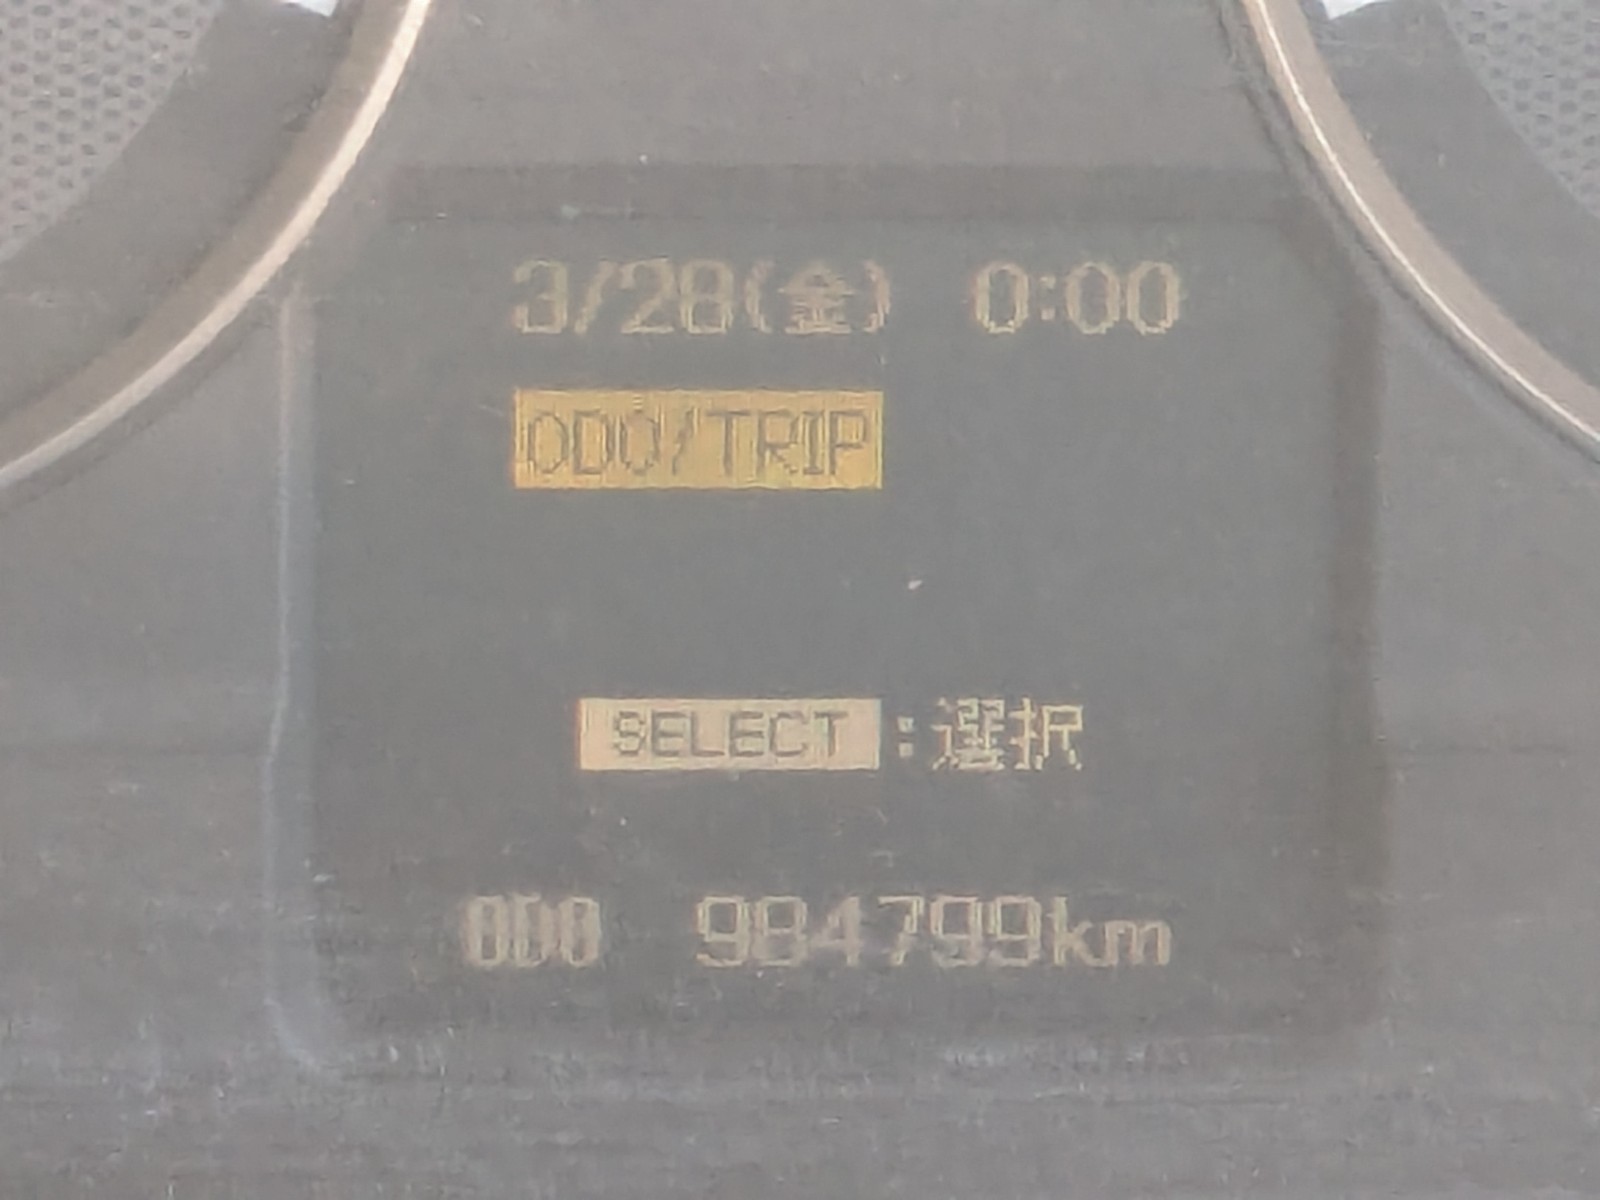 3/28(金) 0:00
ODO/TRIP
SELECT:選択
ODO 984799km